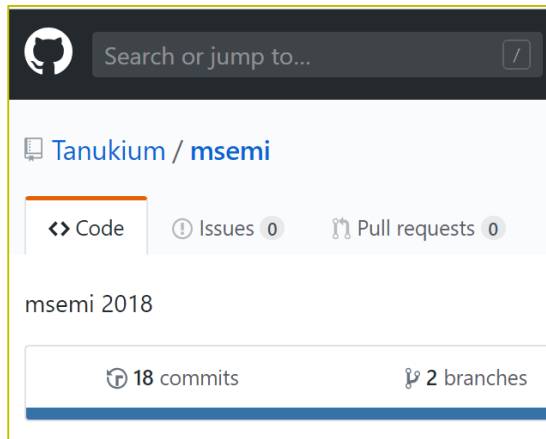 Search or jump to... /
Tanukium / msemi
Code Issues 0 Pull requests 0
msemi 2018
18 commits 2 branches